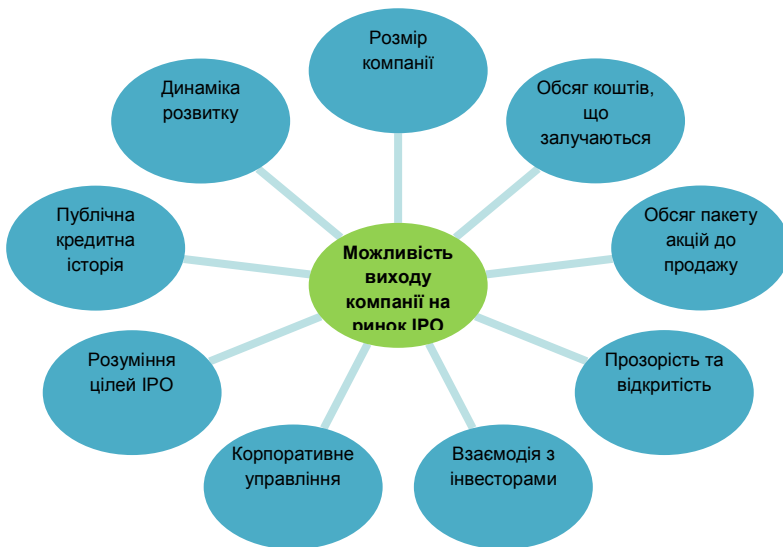 Розмір
компанії
Обсяг коштів,
що
залучаються
Обсяг пакету
акцій до
продажу
Прозорість та
відкритість
Взаємодія з
інвесторами
Корпоративне
управління
Розуміння
цілей IPO
Публічна
кредитна
історія
Динаміка
розвитку
Можливість
виходу
компанії на
ринок IPO